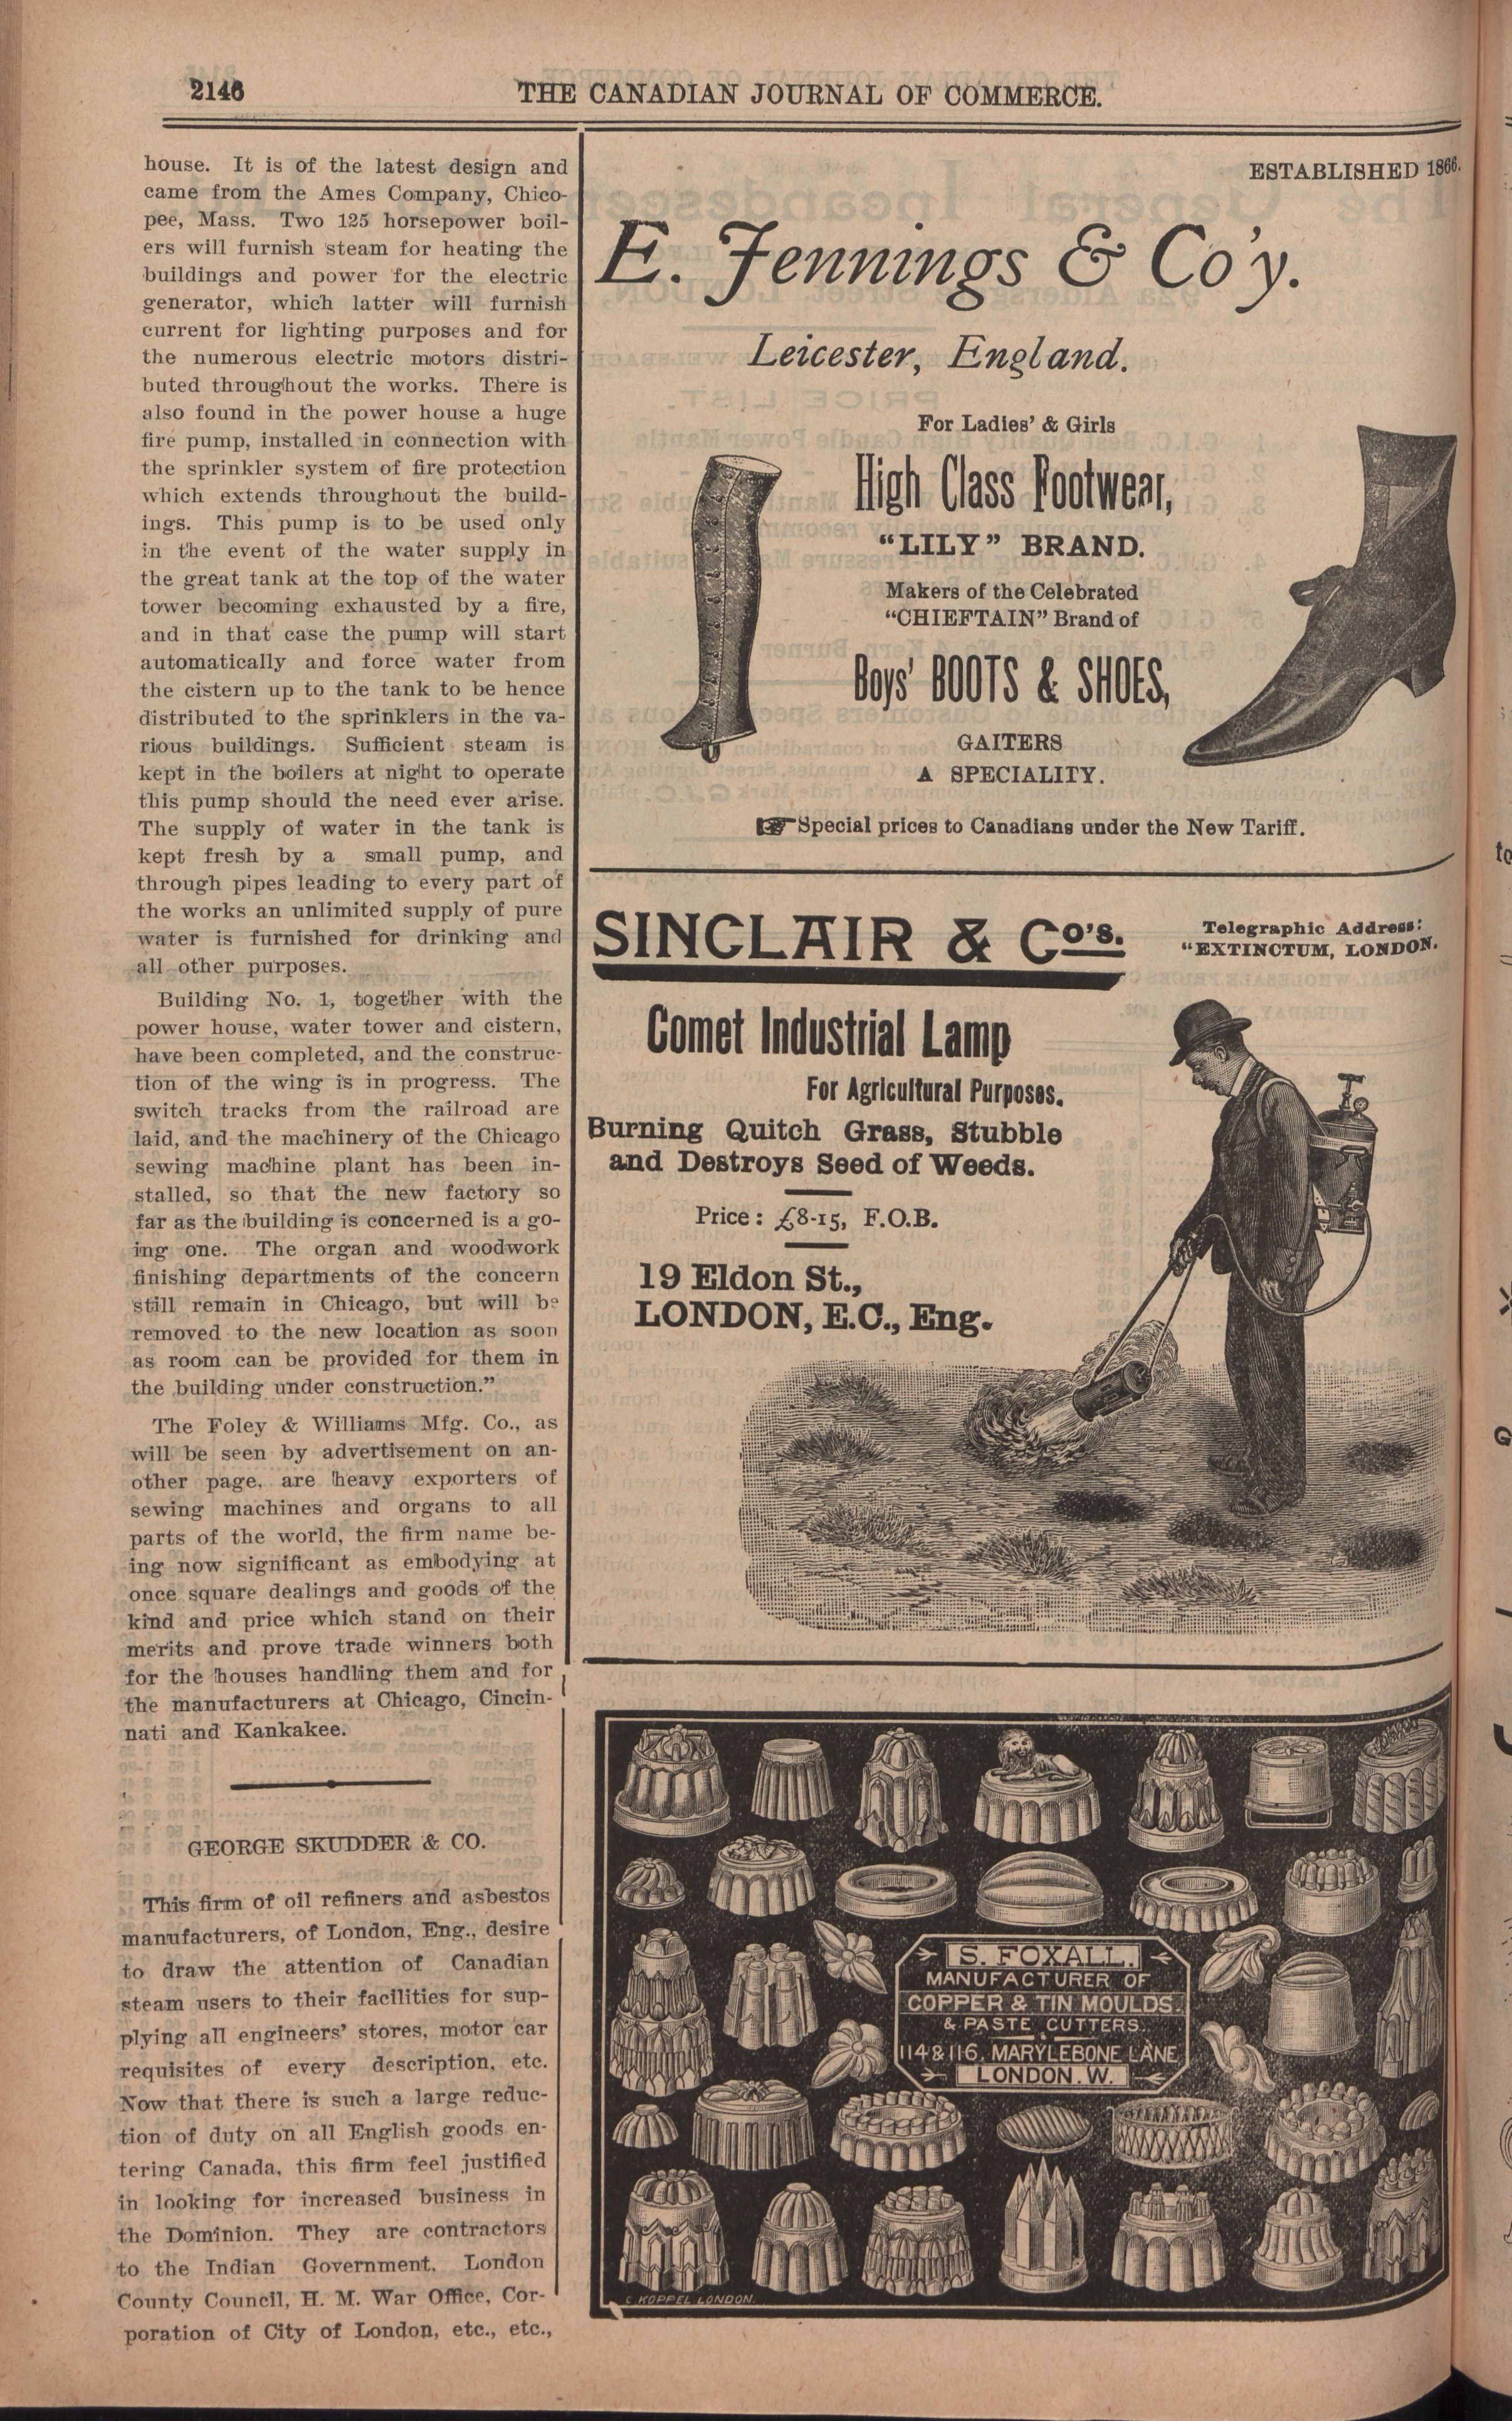 2146
THE CANADIAN JOURNAL OF COMMERCE.
house. It is of the latest design and
came from the Ames Company, Chico-
pee, Mass. Two 125 horsepower boil-
ers will furnish steam for heating the
buildings and power for the electric
generator, which latter will furnish
current for lighting purposes and for
the numerous electric motors distri-
buted throughout the works. There is
also found in the power house a huge
fire pump, installed in connection with
the sprinkler system of fire protection
which extends throughout the build-
ings. This pump is to be used only
in the event of the water supply in
the great tank at the top of the water
tower becoming exhausted by a fire,
and in that case the pump will start
automatically and force water from
the cistern up to the tank to be hence
distributed to the sprinklers in the va-
rious buildings. Sufficient steam is
kept in the boilers at night to operate
this pump should the need ever arise.
The supply of water in the tank is
kept fresh by a small pump, and
through pipes leading to every part of
the works an unlimited supply of pure
water is furnished for drinking and
all other purposes.
Building No. 1, together with the
power house, water tower and cistern,
have been completed, and the construc-
tion of the wing is in progress. The
switch tracks from the railroad are
laid, and the machinery of the Chicago
sewing machine plant has been in-
stalled, so that the new factory so
far as the building is concerned is a go-
ing one. The organ and woodwork
finishing departments of the concern
still remain in Chicago, but will be
removed to the new location as soon
as room can be provided for them in
the building under construction."
The Foley & Williams Mfg. Co., as
will be seen by advertisement on an-
other page, are heavy exporters of
sewing machines and organs to all
parts of the world, the firm name be-
ing now significant as embodying at
once square dealings and goods of the
kind and price which stand on their
merits and prove trade winners both
for the houses handling them and for
the manufacturers at Chicago, Cincin-
nati and Kankakee.
GEORGE SKUDDER & CO.
This firm of oil refiners and asbestos
manufacturers, of London, Eng., desire
to draw the attention of Canadian
steam users to their facilities for sup-
plying all engineers' stores, motor car
requisites of every description, etc.
Now that there is such a large reduc-
tion of duty on all English goods en-
tering Canada, this firm feel justified
in looking for increased business in
the Dominion. They are contractors
to the Indian Government, London
County Council, H. M. War Office, Cor-
poration of City of London, etc., etc.,
ESTABLISHED 1866.
E. Jennings & Co'y.
Leicester, England.
For Ladies' & Girls
High Class Footwear,
"LILY" BRAND.
Makers of the Celebrated
"CHIEFTAIN" Brand of
Boys' BOOTS & SHOES,
GAITERS
A SPECIALITY.
☞ Special prices to Canadians under the New Tariff.
SINCLAIR & Co's.
Telegraphic Address:
"EXTINCTUM, LONDON.
Comet Industrial Lamp
For Agricultural Purposes.
Burning Quitch Grass, Stubble
and Destroys Seed of Weeds.
Price: £8-15, F.O.B.
19 Eldon St.,
LONDON, E.C., Eng.
S. FOXALL.
MANUFACTURER OF
COPPER & TIN MOULDS.
& PASTE CUTTERS.
114 & 116, MARYLEBONE LANE
LONDON. W.
C KOPPEL LONDON.